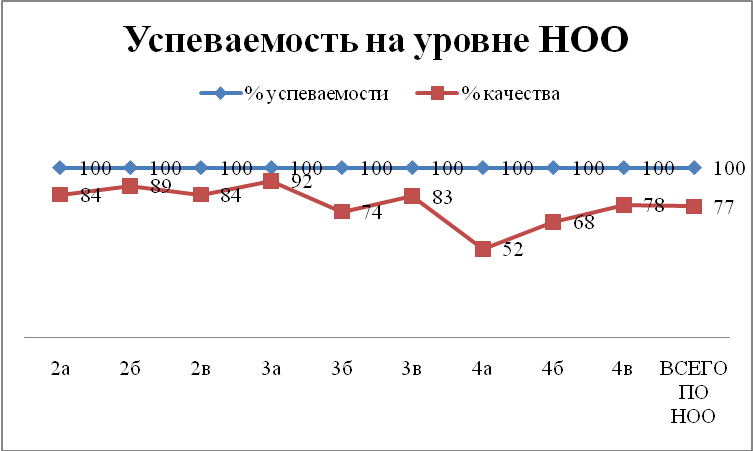 Успеваемость на уровне НОО
% успеваемости % качества
100 100 100 100 100 100 100 100 100 100
84 89 84 92 74 83 52 68 78 77
2а 2б 2в 3а 3б 3в 4а 4б 4в ВСЕГО
ПО
НОО